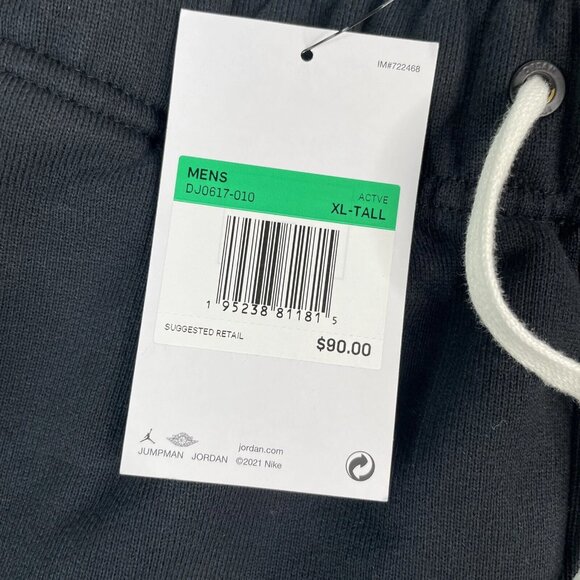 IM#722468
MENS
DJ0617-010
ACTVE
XL-TALL
1 95238 81181 5
SUGGESTED RETAIL
$90.00
jordan.com
JUMPMAN JORDAN ©2021 Nike